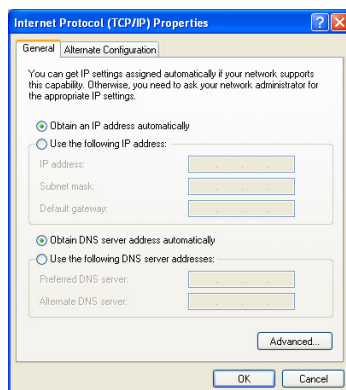 Internet Protocol (TCP/IP) Properties
General
Alternate Configuration
You can get IP settings assigned automatically if your network supports
this capability. Otherwise, you need to ask your network administrator for
the appropriate IP settings.
Obtain an IP address automatically
Use the following IP address:
IP address:
Subnet mask:
Default gateway:
Obtain DNS server address automatically
Use the following DNS server addresses:
Preferred DNS server:
Alternate DNS server:
Advanced...
OK
Cancel